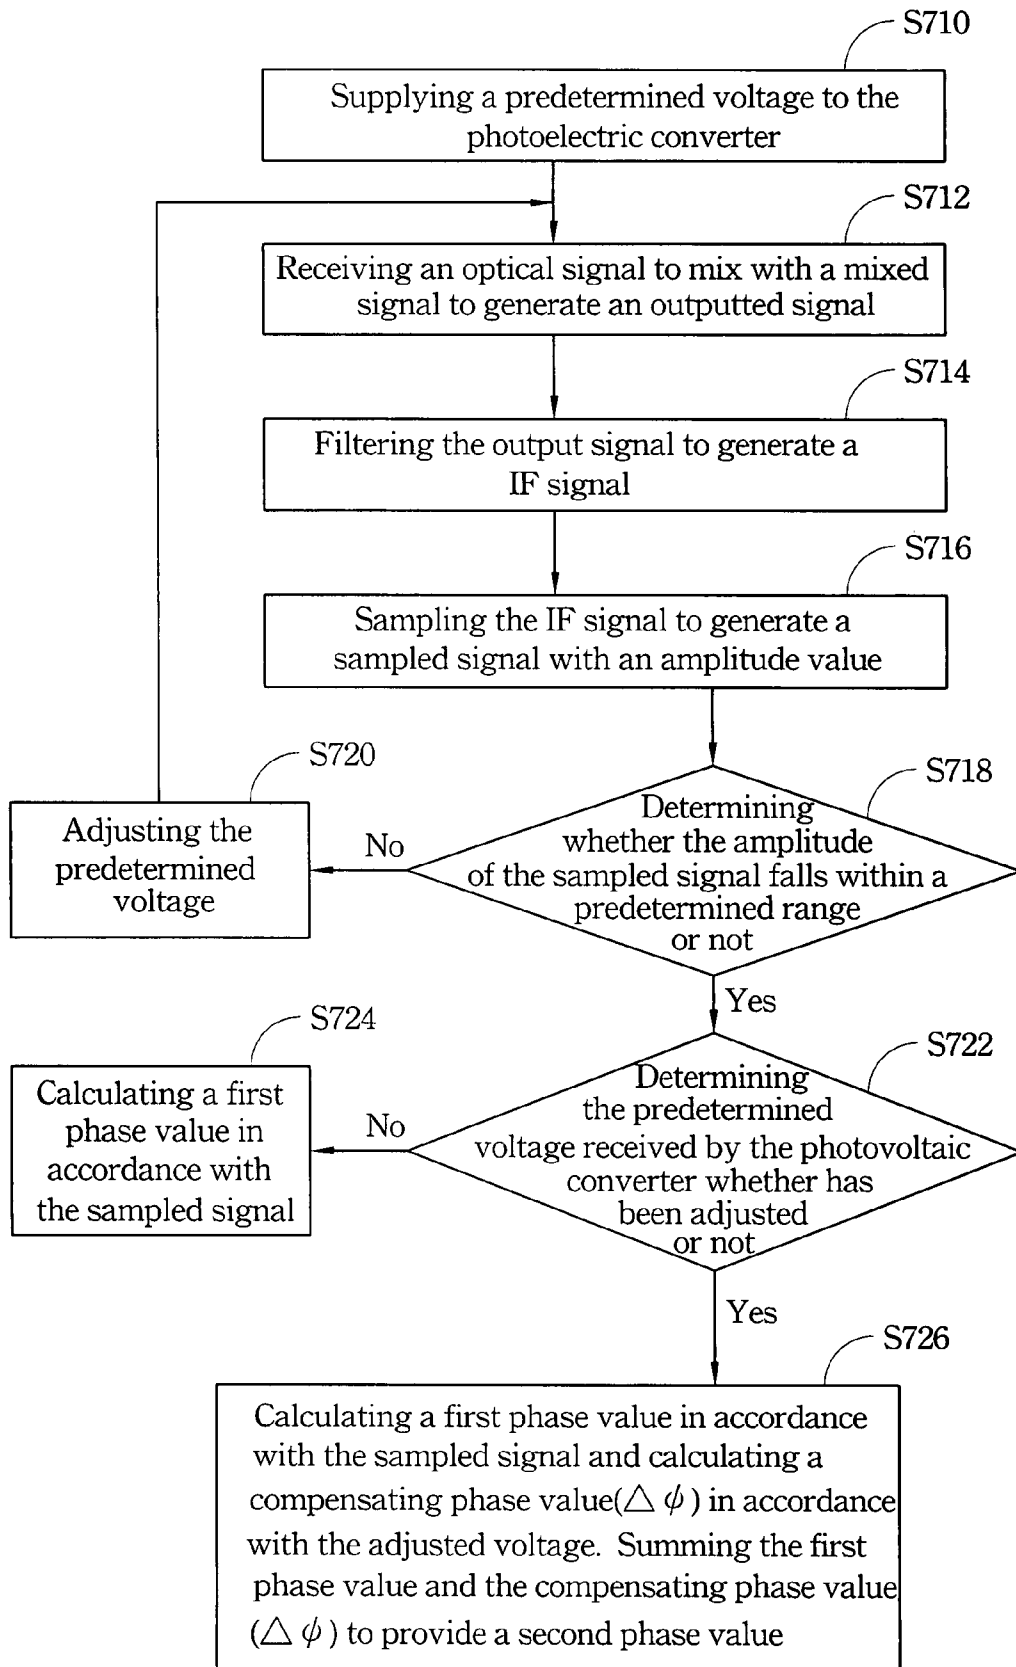 S710
Supplying a predetermined voltage to the
photoelectric converter
S712
Receiving an optical signal to mix with a mixed
signal to generate an outputted signal
S714
Filtering the output signal to generate a
IF signal
S716
Sampling the IF signal to generate a
sampled signal with an amplitude value
S718
Determining
whether the amplitude
of the sampled signal falls within a
predetermined range
or not
No
S720
Adjusting the
predetermined
voltage
Yes
S722
Determining
the predetermined
voltage received by the photovoltaic
converter whether has
been adjusted
or not
No
S724
Calculating a first
phase value in
accordance with
the sampled signal
Yes
S726
Calculating a first phase value in accordance
with the sampled signal and calculating a
compensating phase value(△ ϕ) in accordance
with the adjusted voltage. Summing the first
phase value and the compensating phase value
(△ ϕ) to provide a second phase value